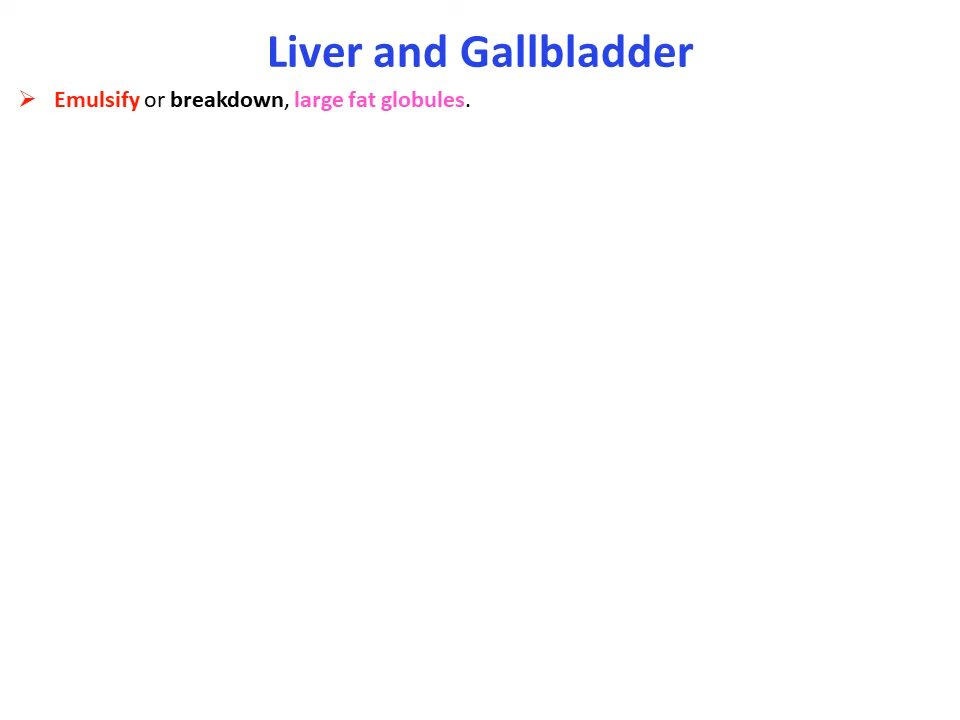 Liver and Gallbladder
➢ Emulsify or breakdown, large fat globules.